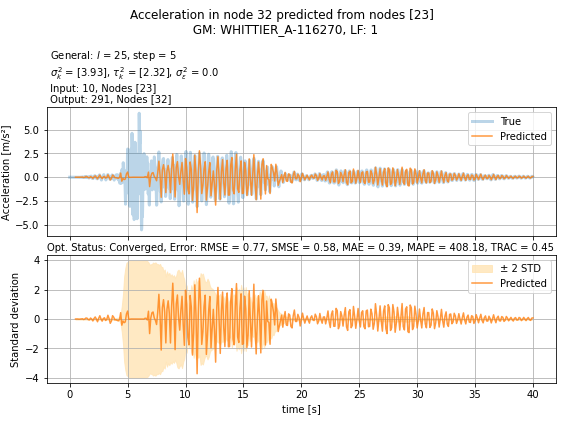 Acceleration in node 32 predicted from nodes [23]
GM: WHITTIER_A-116270, LF: 1
General: l = 25, step = 5
σ²ₖ = [3.93], τ²ₖ = [2.32], σ²ε = 0.0
Input: 10, Nodes [23]
Output: 291, Nodes [32]
Acceleration [m/s²]
5.0
2.5
0.0
−2.5
−5.0
True
Predicted
Opt. Status: Converged, Error: RMSE = 0.77, SMSE = 0.58, MAE = 0.39, MAPE = 408.18, TRAC = 0.45
Standard deviation
4
2
0
−2
−4
± 2 STD
Predicted
0 5 10 15 20 25 30 35 40
time [s]